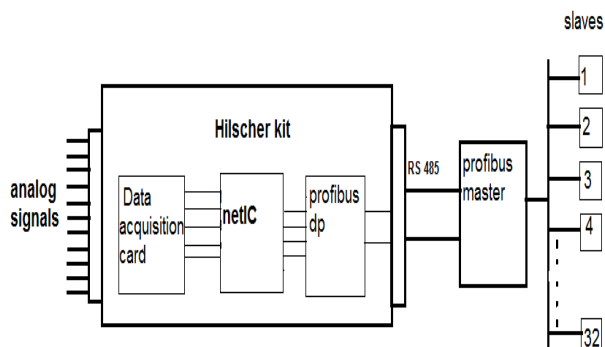 slaves
1
2
3
4
32
Hilscher kit
analog
signals
Data
acquisition
card
netIC
profibus
dp
RS 485
profibus
master